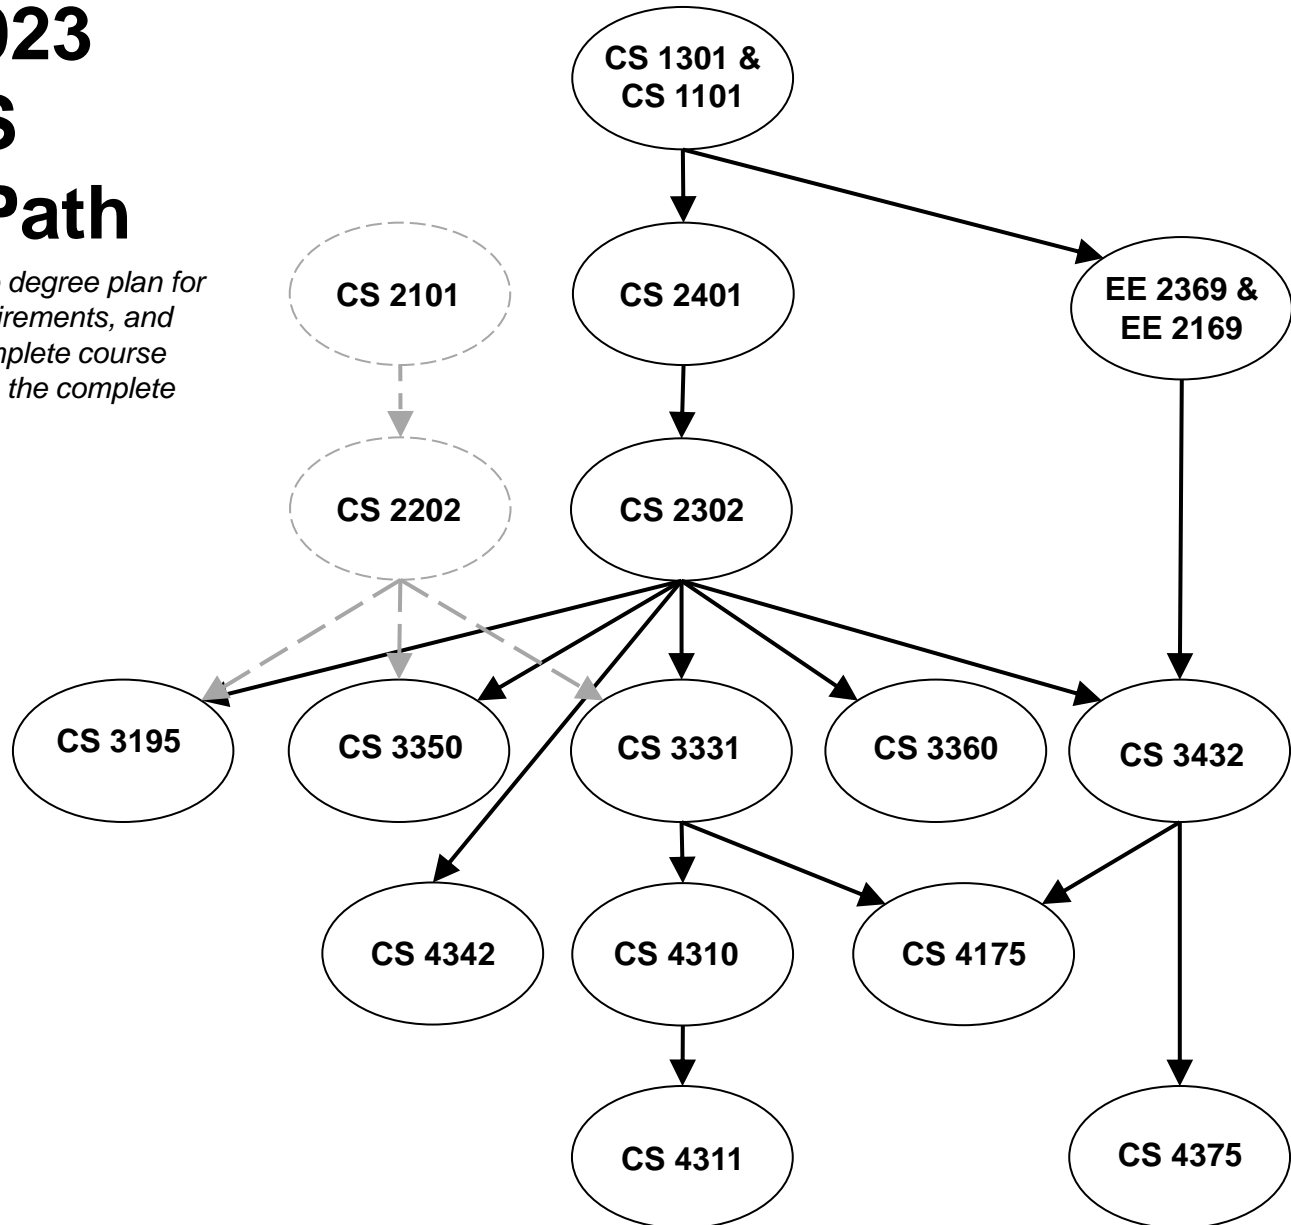 023
S
Path
degree plan for
irements, and
mplete course
the complete
CS 1301 &
CS 1101
CS 2101
CS 2401
EE 2369 &
EE 2169
CS 2202
CS 2302
CS 3195
CS 3350
CS 3331
CS 3360
CS 3432
CS 4342
CS 4310
CS 4175
CS 4311
CS 4375